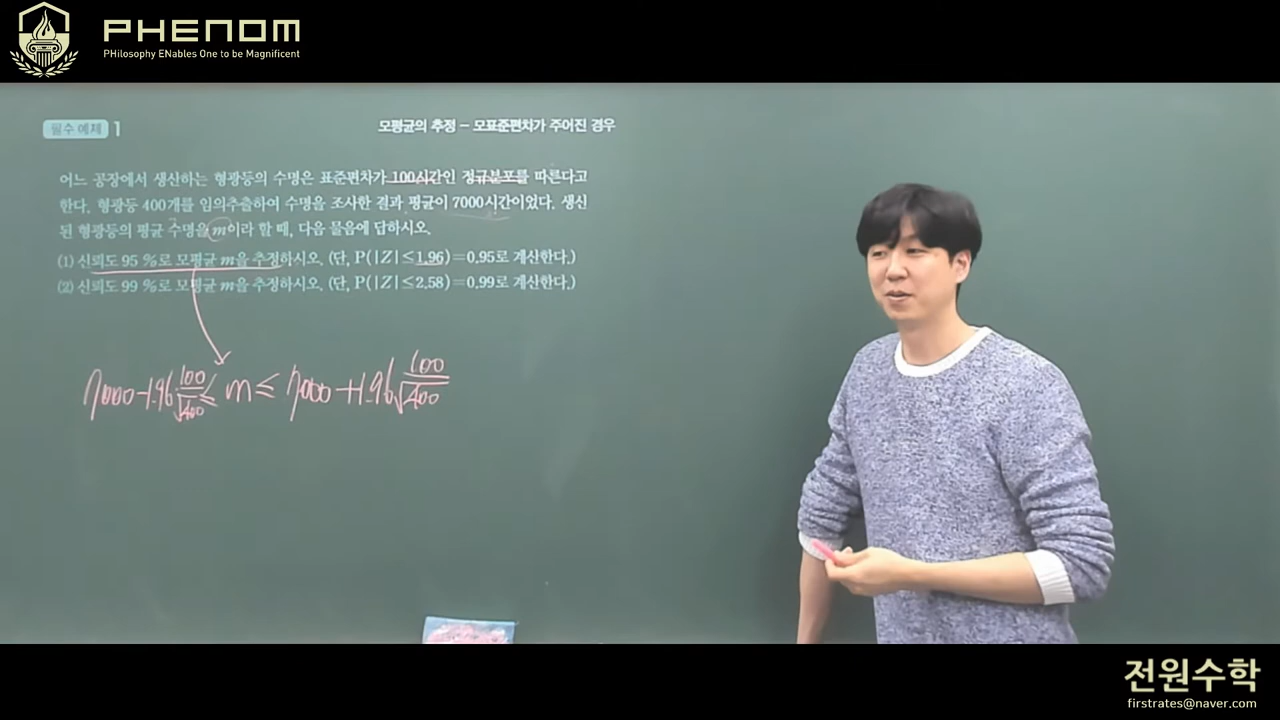 PHENOM
PHilosophy ENables One to be Magnificent
필수 예제 1
모평균의 추정 – 모표준편차가 주어진 경우
어느 공장에서 생산하는 형광등의 수명은 표준편차가 100시간인 정규분포를 따른다고
한다. 형광등 400개를 임의추출하여 수명을 조사한 결과 평균이 7000시간이었다. 생산
된 형광등의 평균 수명을 m이라 할 때, 다음 물음에 답하시오.
(1) 신뢰도 95 %로 모평균 m을 추정하시오. (단, P(|Z|≤1.96)=0.95로 계산한다.)
(2) 신뢰도 99 %로 모평균 m을 추정하시오. (단, P(|Z|≤2.58)=0.99로 계산한다.)
7000-1.96 100/√400 ≤ m ≤ 7000+1.96 100/√400
전원수학
firstrates@naver.com